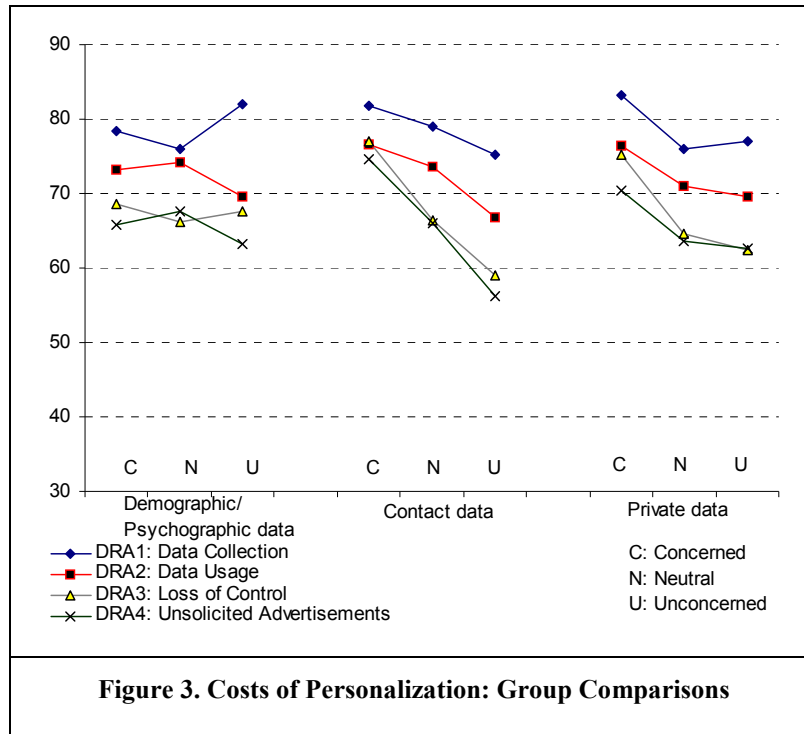 90
80
70
60
50
40
30
C N U
C N U
C N U
Demographic/
Psychographic data
Contact data
Private data
DRA1: Data Collection
DRA2: Data Usage
DRA3: Loss of Control
DRA4: Unsolicited Advertisements
C: Concerned
N: Neutral
U: Unconcerned
Figure 3. Costs of Personalization: Group Comparisons